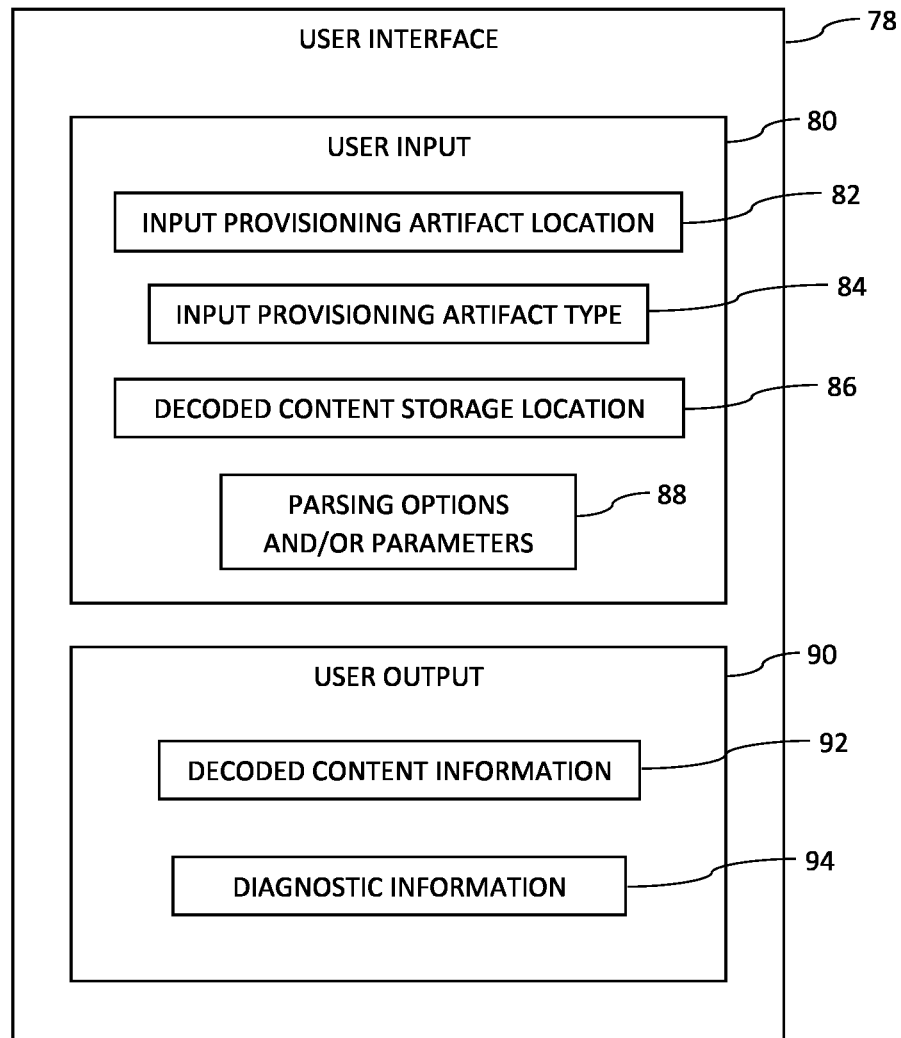 USER INTERFACE
78
USER INPUT
80
INPUT PROVISIONING ARTIFACT LOCATION
82
INPUT PROVISIONING ARTIFACT TYPE
84
DECODED CONTENT STORAGE LOCATION
86
PARSING OPTIONS
AND/OR PARAMETERS
88
USER OUTPUT
90
DECODED CONTENT INFORMATION
92
DIAGNOSTIC INFORMATION
94